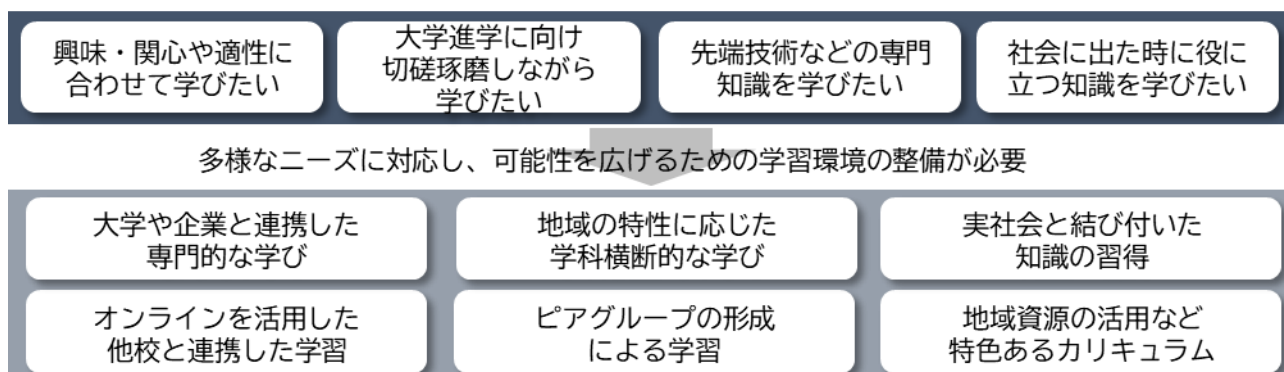 興味・関心や適性に
合わせて学びたい
大学進学に向け
切磋琢磨しながら
学びたい
先端技術などの専門
知識を学びたい
社会に出た時に役に
立つ知識を学びたい
多様なニーズに対応し、可能性を広げるための学習環境の整備が必要
大学や企業と連携した
専門的な学び
地域の特性に応じた
学科横断的な学び
実社会と結び付いた
知識の習得
オンラインを活用した
他校と連携した学習
ピアグループの形成
による学習
地域資源の活用など
特色あるカリキュラム